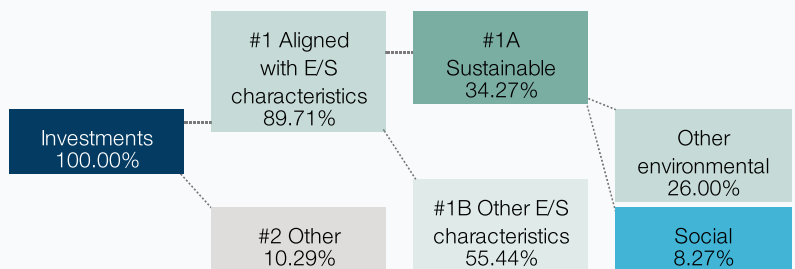 Investments
100.00%
#1 Aligned
with E/S
characteristics
89.71%
#2 Other
10.29%
#1A
Sustainable
34.27%
#1B Other E/S
characteristics
55.44%
Other
environmental
26.00%
Social
8.27%